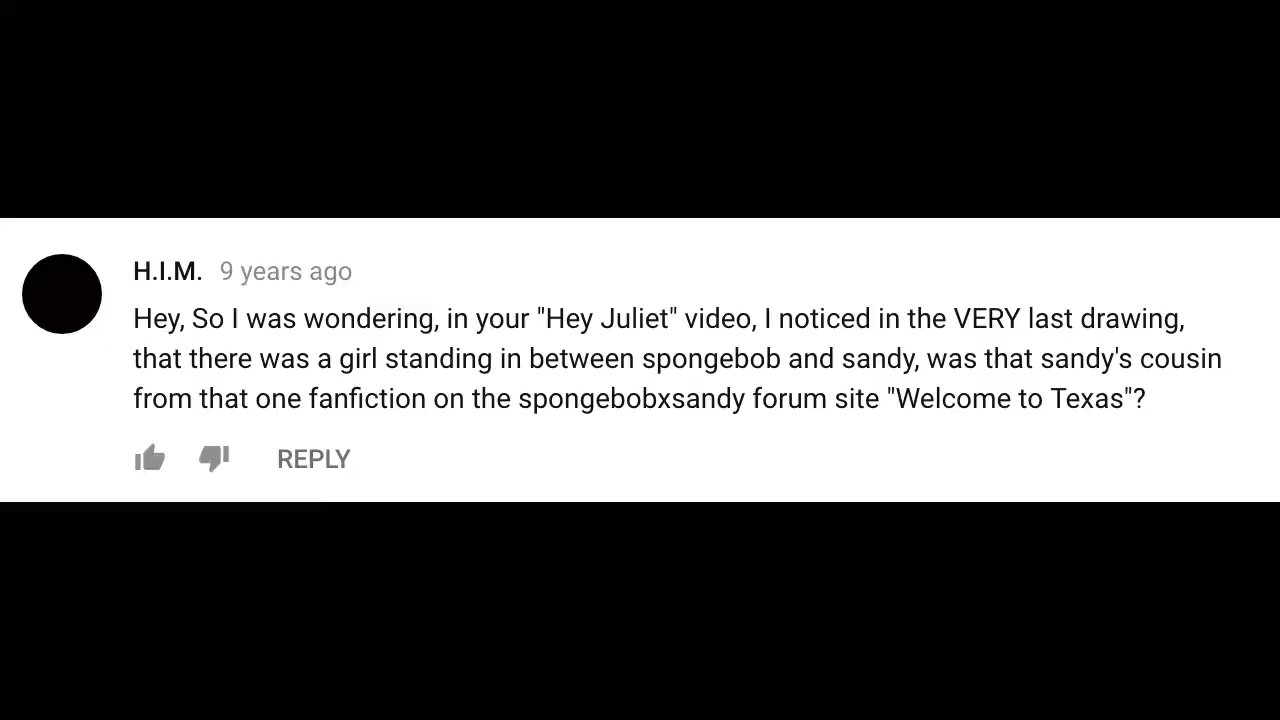 H.I.M. 9 years ago
Hey, So I was wondering, in your "Hey Juliet" video, I noticed in the VERY last drawing,
that there was a girl standing in between spongebob and sandy, was that sandy's cousin
from that one fanfiction on the spongebobxsandy forum site "Welcome to Texas"?
REPLY